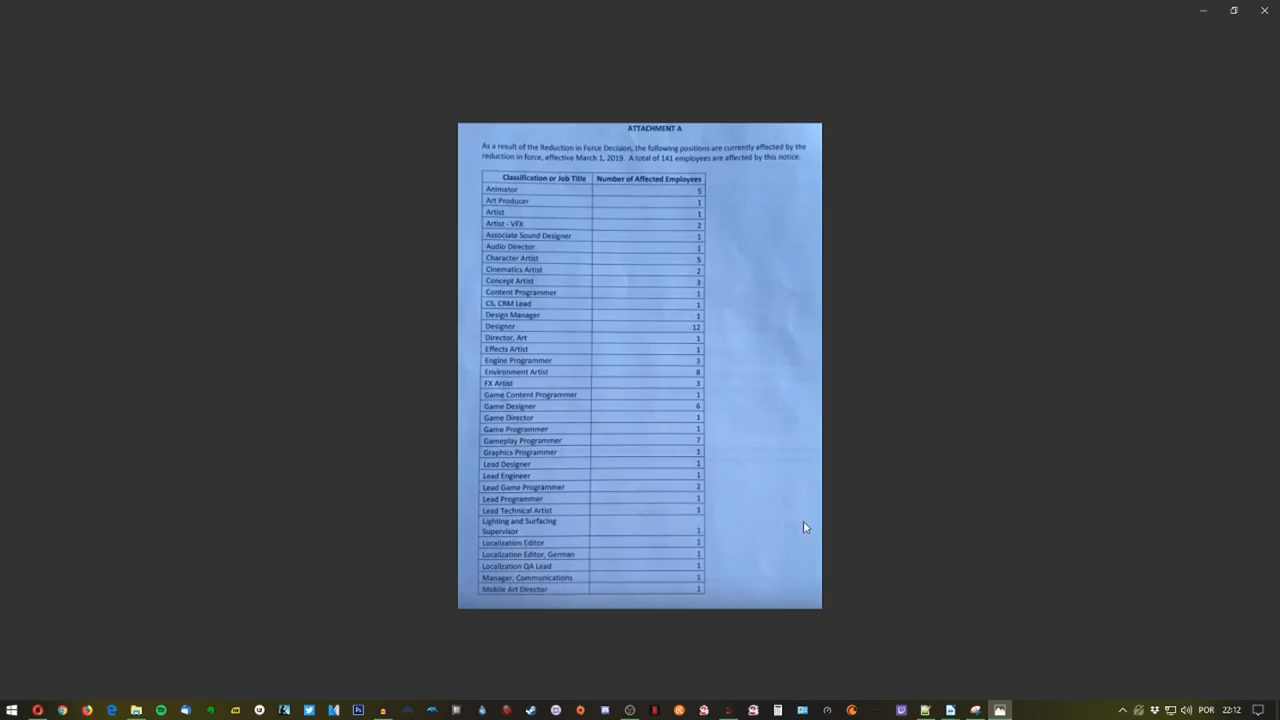 ATTACHMENT A
As a result of the Reduction in Force Decision, the following positions are currently affected by the
reduction in force, effective March 1, 2019. A total of 141 employees are affected by this notice.
Classification or Job Title Number of Affected Employees
Animator 5
Art Producer 1
Artist 1
Artist - VFX 2
Associate Sound Designer 1
Audio Director 1
Character Artist 5
Cinematics Artist 2
Concept Artist 3
Content Programmer 1
CS, CRM Lead 1
Design Manager 1
Designer 12
Director, Art 1
Effects Artist 1
Engine Programmer 3
Environment Artist 8
FX Artist 3
Game Content Programmer 1
Game Designer 6
Game Director 1
Game Programmer 1
Gameplay Programmer 7
Graphics Programmer 1
Lead Designer 1
Lead Engineer 1
Lead Game Programmer 2
Lead Programmer 1
Lead Technical Artist 1
Lighting and Surfacing
Supervisor 1
Localization Editor 1
Localization Editor, German 1
Localization QA Lead 1
Manager, Communications 1
Mobile Art Director 1
POR 22:12